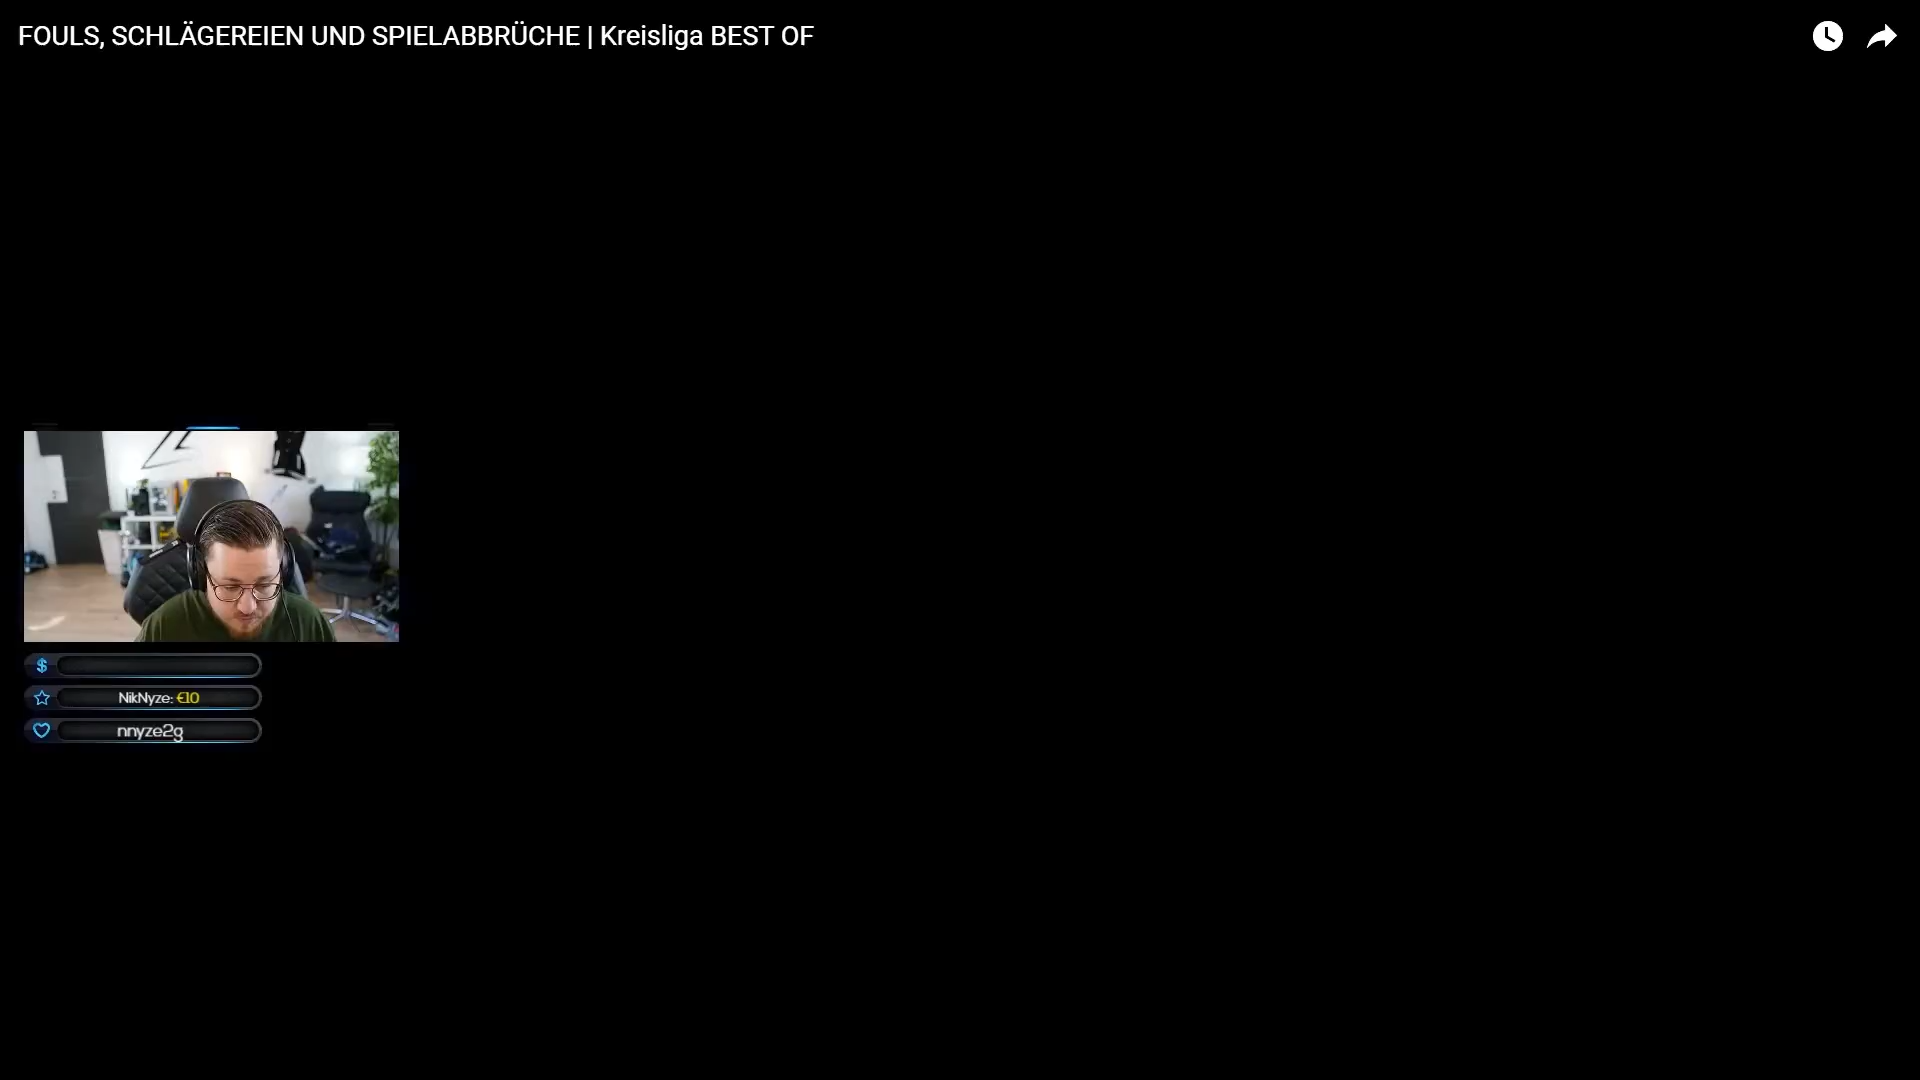 FOULS, SCHLÄGEREIEN UND SPIELABBRÜCHE | Kreisliga BEST OF
$
NikNyze: €10
nnyze2g